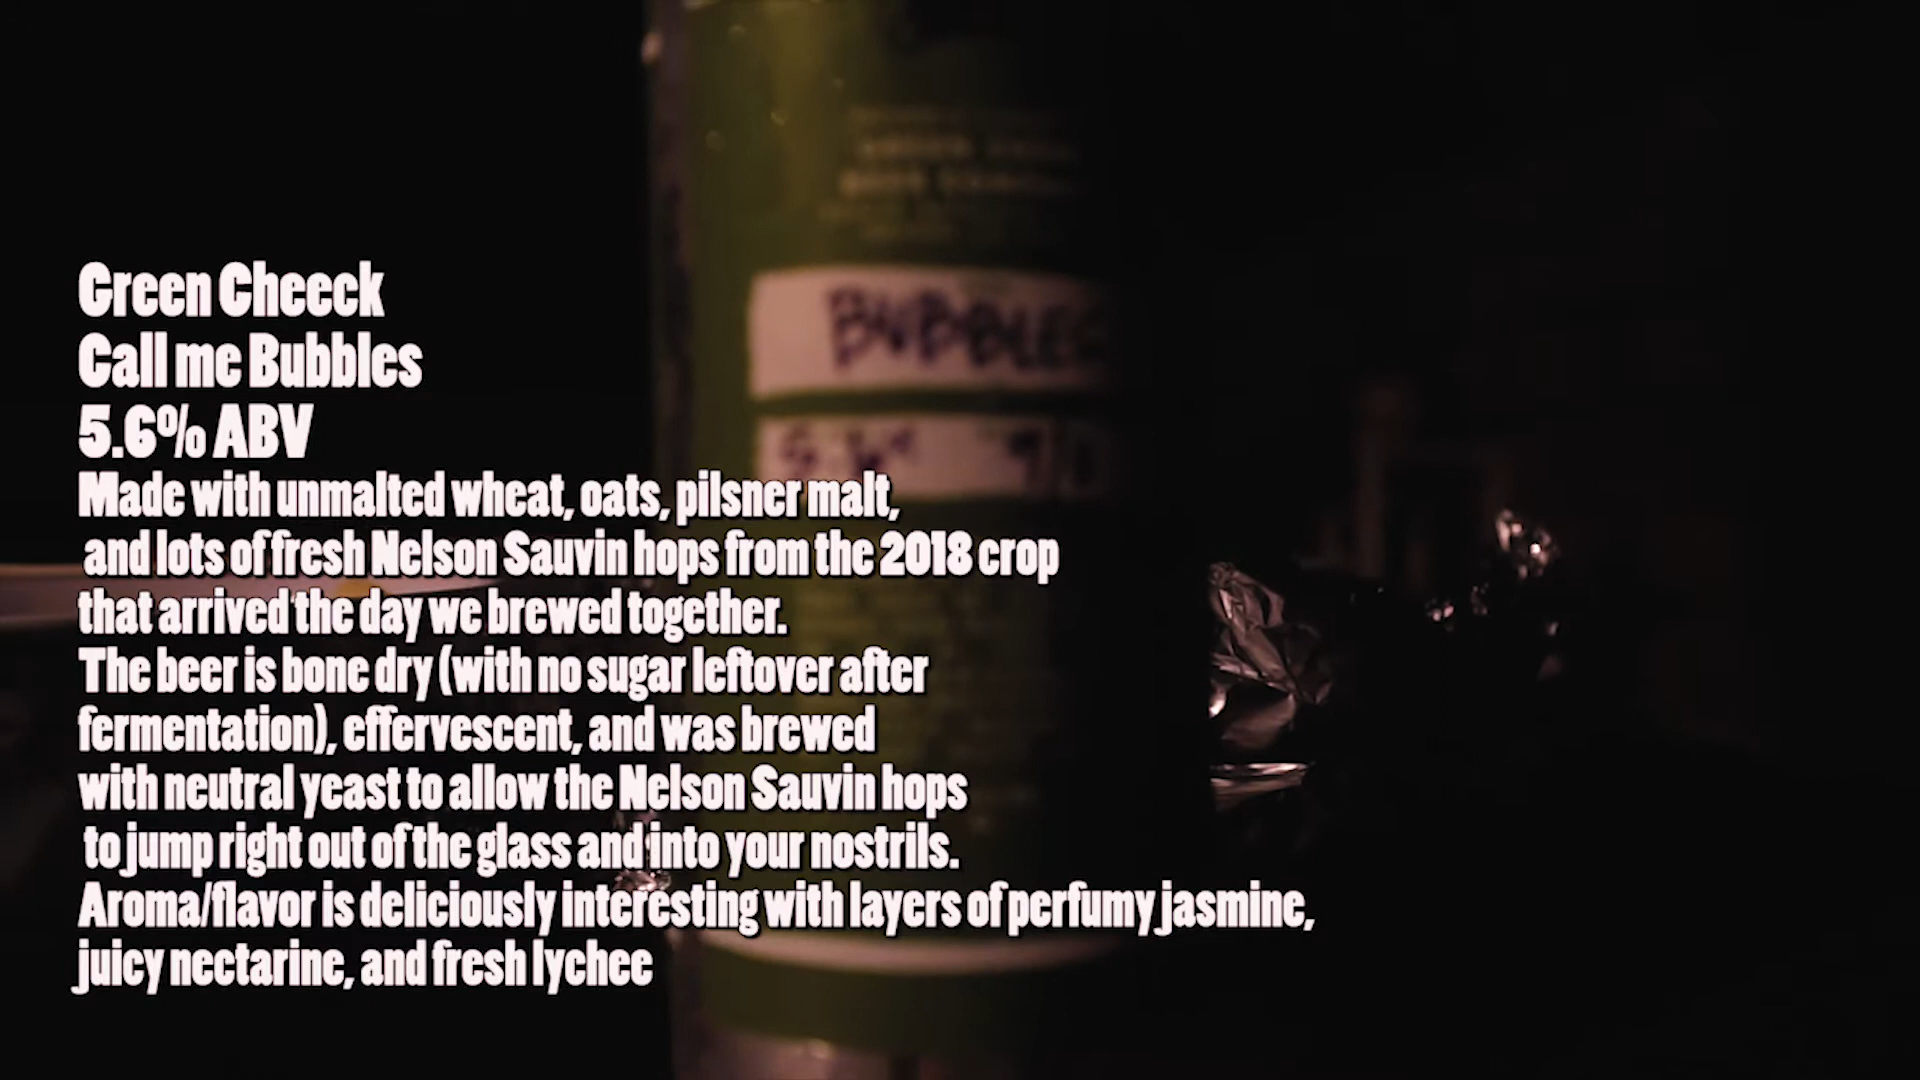 Green Cheeck
Call me Bubbles
5.6% ABV
Made with unmalted wheat, oats, pilsner malt,
and lots of fresh Nelson Sauvin hops from the 2018 crop
that arrived the day we brewed together.
The beer is bone dry (with no sugar leftover after
fermentation), effervescent, and was brewed
with neutral yeast to allow the Nelson Sauvin hops
to jump right out of the glass and into your nostrils.
Aroma/flavor is deliciously interesting with layers of perfumy jasmine,
juicy nectarine, and fresh lychee
BUBBLES